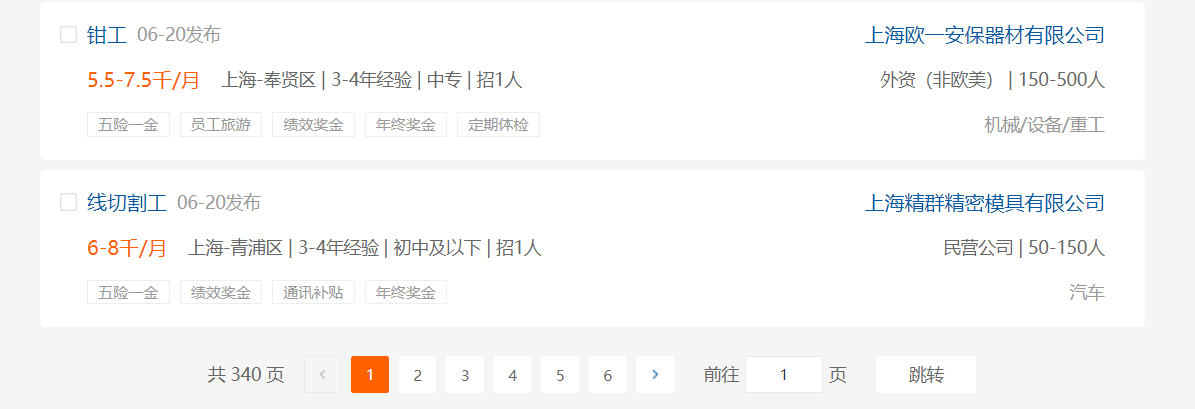 钳工 06-20发布 上海欧一安保器材有限公司
5.5-7.5千/月 上海-奉贤区 | 3-4年经验 | 中专 | 招1人 外资（非欧美） | 150-500人
五险一金 员工旅游 绩效奖金 年终奖金 定期体检 机械/设备/重工
线切割工 06-20发布 上海精群精密模具有限公司
6-8千/月 上海-青浦区 | 3-4年经验 | 初中及以下 | 招1人 民营公司 | 50-150人
五险一金 绩效奖金 通讯补贴 年终奖金 汽车
共 340 页 1 2 3 4 5 6 前往 1 页 跳转